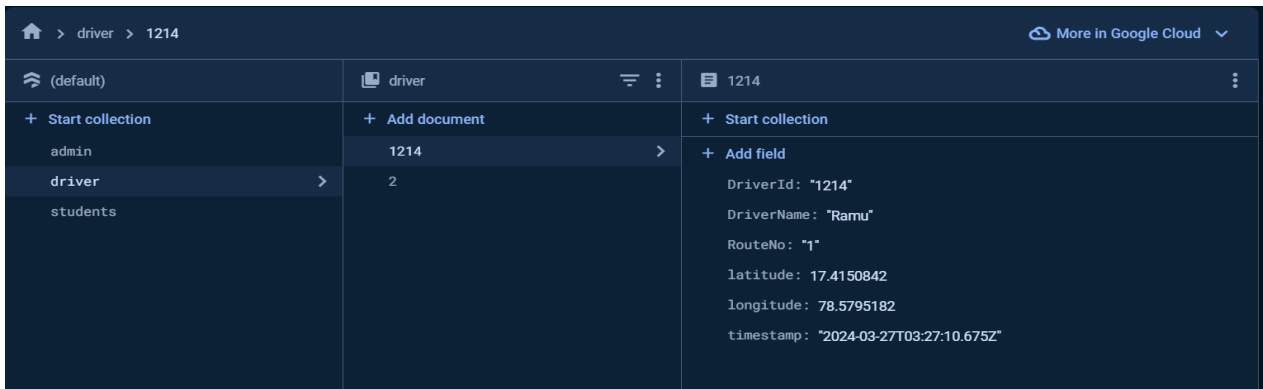 driver > 1214
More in Google Cloud
(default)
driver
1214
+ Start collection
+ Add document
+ Start collection
admin
1214
+ Add field
driver
2
DriverId: "1214"
students
DriverName: "Ramu"
RouteNo: "1"
latitude: 17.4150842
longitude: 78.5795182
timestamp: "2024-03-27T03:27:10.675Z"